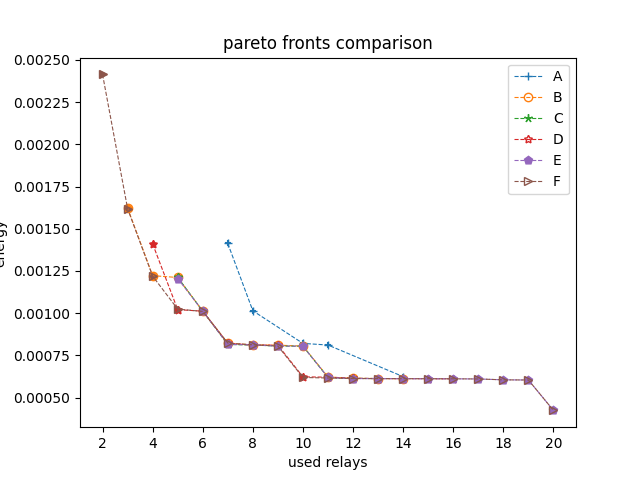 pareto fronts comparison
0.00250
0.00225
0.00200
0.00175
0.00150
0.00125
0.00100
0.00075
0.00050
energy
A
B
C
D
E
F
2 4 6 8 10 12 14 16 18 20
used relays